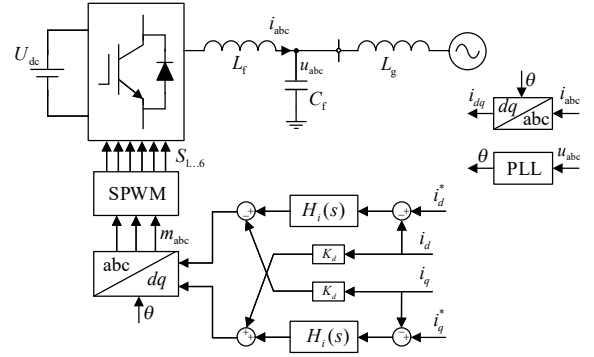 U_dc
i_abc
L_f
u_abc
L_g
C_f
θ
i_dq
dq
abc
i_abc
S_1...6
θ
PLL
u_abc
SPWM
i_d^*
H_i(s)
m_abc
i_d
K_d
abc
dq
i_q
K_d
θ
i_q^*
H_i(s)